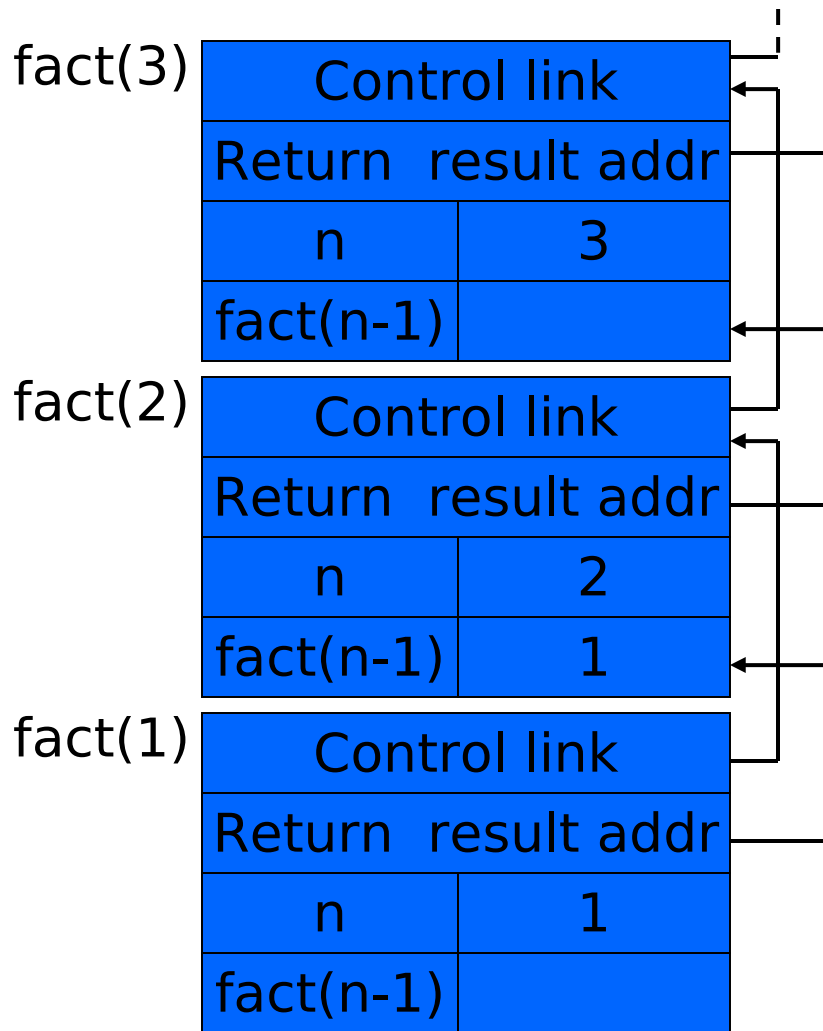 fact(3)
Control link
Return  result addr
n 3
fact(n-1)
fact(2)
Control link
Return  result addr
n 2
fact(n-1) 1
fact(1)
Control link
Return  result addr
n 1
fact(n-1)